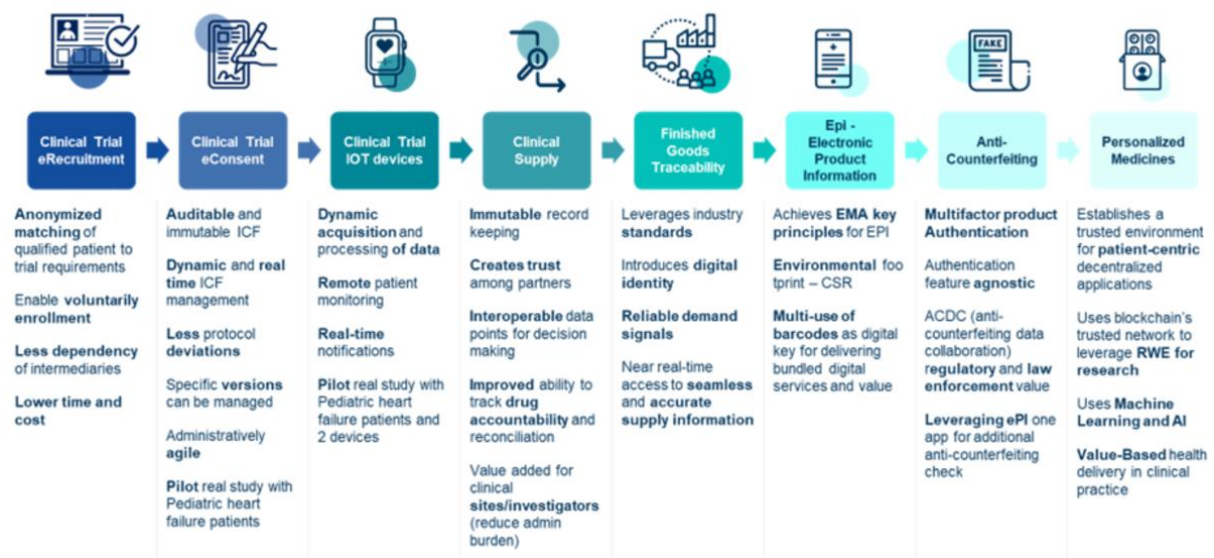 FAKE
Clinical Trial
eRecruitment
Clinical Trial
eConsent
Clinical Trial
IOT devices
Clinical
Supply
Finished
Goods
Traceability
Epi -
Electronic
Product
Information
Anti-
Counterfeiting
Personalized
Medicines
Anonymized
matching of
qualified patient to
trial requirements
Enable voluntarily
enrollment
Less dependency
of intermediaries
Lower time and
cost
Auditable and
immutable ICF
Dynamic and real
time ICF
management
Less protocol
deviations
Specific versions
can be managed
Administratively
agile
Pilot real study with
Pediatric heart
failure patients
Dynamic
acquisition and
processing of data
Remote patient
monitoring
Real-time
notifications
Pilot real study with
Pediatric heart
failure patients and
2 devices
Immutable record
keeping
Creates trust
among partners
Interoperable data
points for decision
making
Improved ability to
track drug
accountability and
reconciliation
Value added for
clinical
sites/investigators
(reduce admin
burden)
Leverages industry
standards
Introduces digital
identity
Reliable demand
signals
Near real-time
access to seamless
and accurate
supply information
Achieves EMA key
principles for EPI
Environmental foo
tprint – CSR
Multi-use of
barcodes as digital
key for delivering
bundled digital
services and value
Multifactor product
Authentication
Authentication
feature agnostic
ACDC (anti-
counterfeiting data
collaboration)
regulatory and law
enforcement value
Leveraging ePI one
app for additional
anti-counterfeiting
check
Establishes a
trusted environment
for patient-centric
decentralized
applications
Uses blockchain's
trusted network to
leverage RWE for
research
Uses Machine
Learning and AI
Value-Based health
delivery in clinical
practice